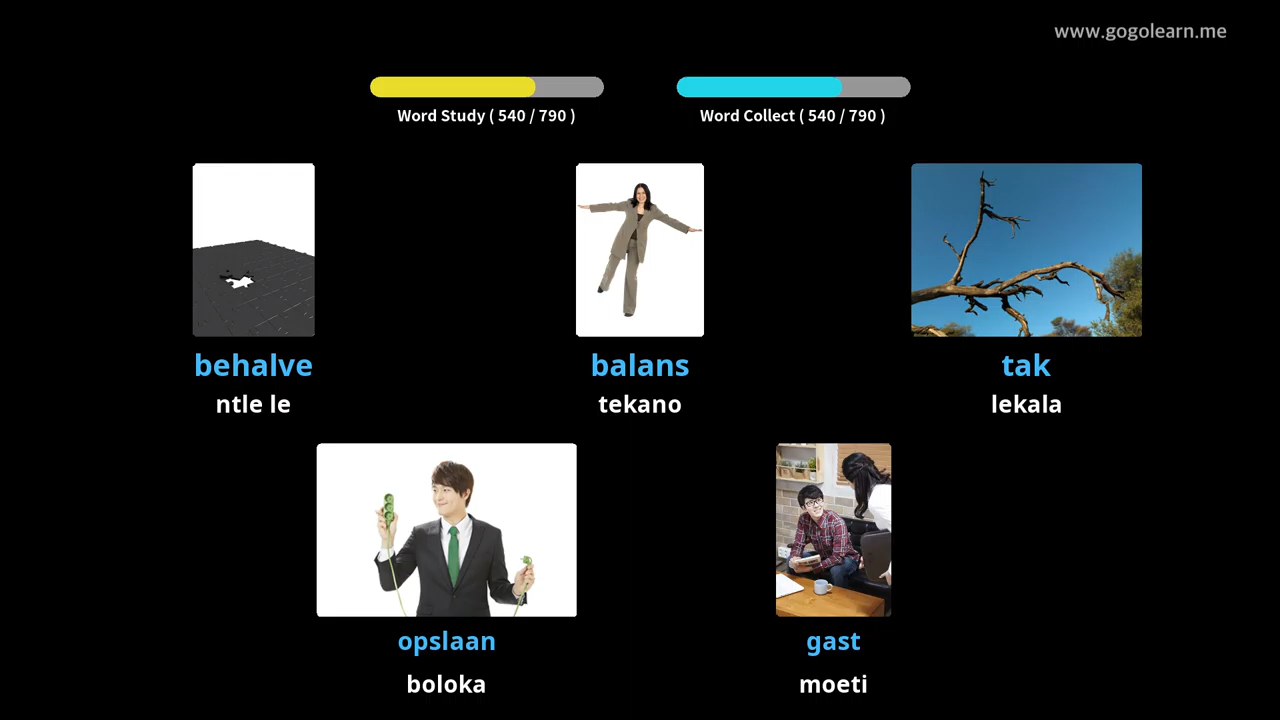 www.gogolearn.me
Word Study ( 540 / 790 )
Word Collect ( 540 / 790 )
behalve
ntle le
balans
tekano
tak
lekala
opslaan
boloka
gast
moeti